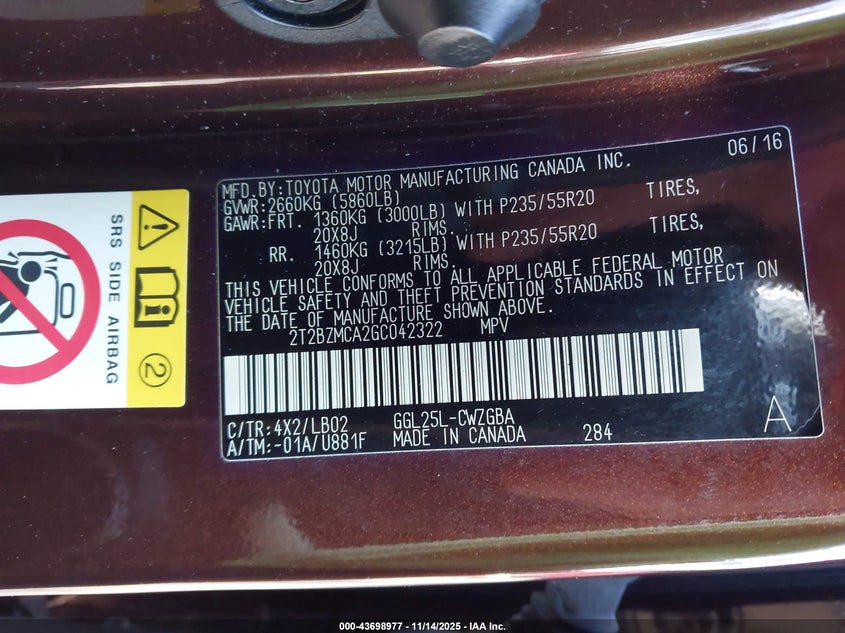 06/16
MFD.BY:TOYOTA MOTOR MANUFACTURING CANADA INC.
GVWR:2660KG (5860LB)
GAWR:FRT. 1360KG (3000LB) WITH P235/55R20 TIRES,
20X8J RIMS.
RR. 1460KG (3215LB) WITH P235/55R20 TIRES,
20X8J RIMS.
THIS VEHICLE CONFORMS TO ALL APPLICABLE FEDERAL MOTOR
VEHICLE SAFETY AND THEFT PREVENTION STANDARDS IN EFFECT ON
THE DATE OF MANUFACTURE SHOWN ABOVE.
2T2BZMCA2GC042322 MPV
C/TR:4X2/LB02 GGL25L-CWZGBA
A/TM:-01A/U881F MADE IN CANADA 284
A
SRS SIDE AIRBAG
2
000-43698977 - 11/14/2025 - IAA Inc.